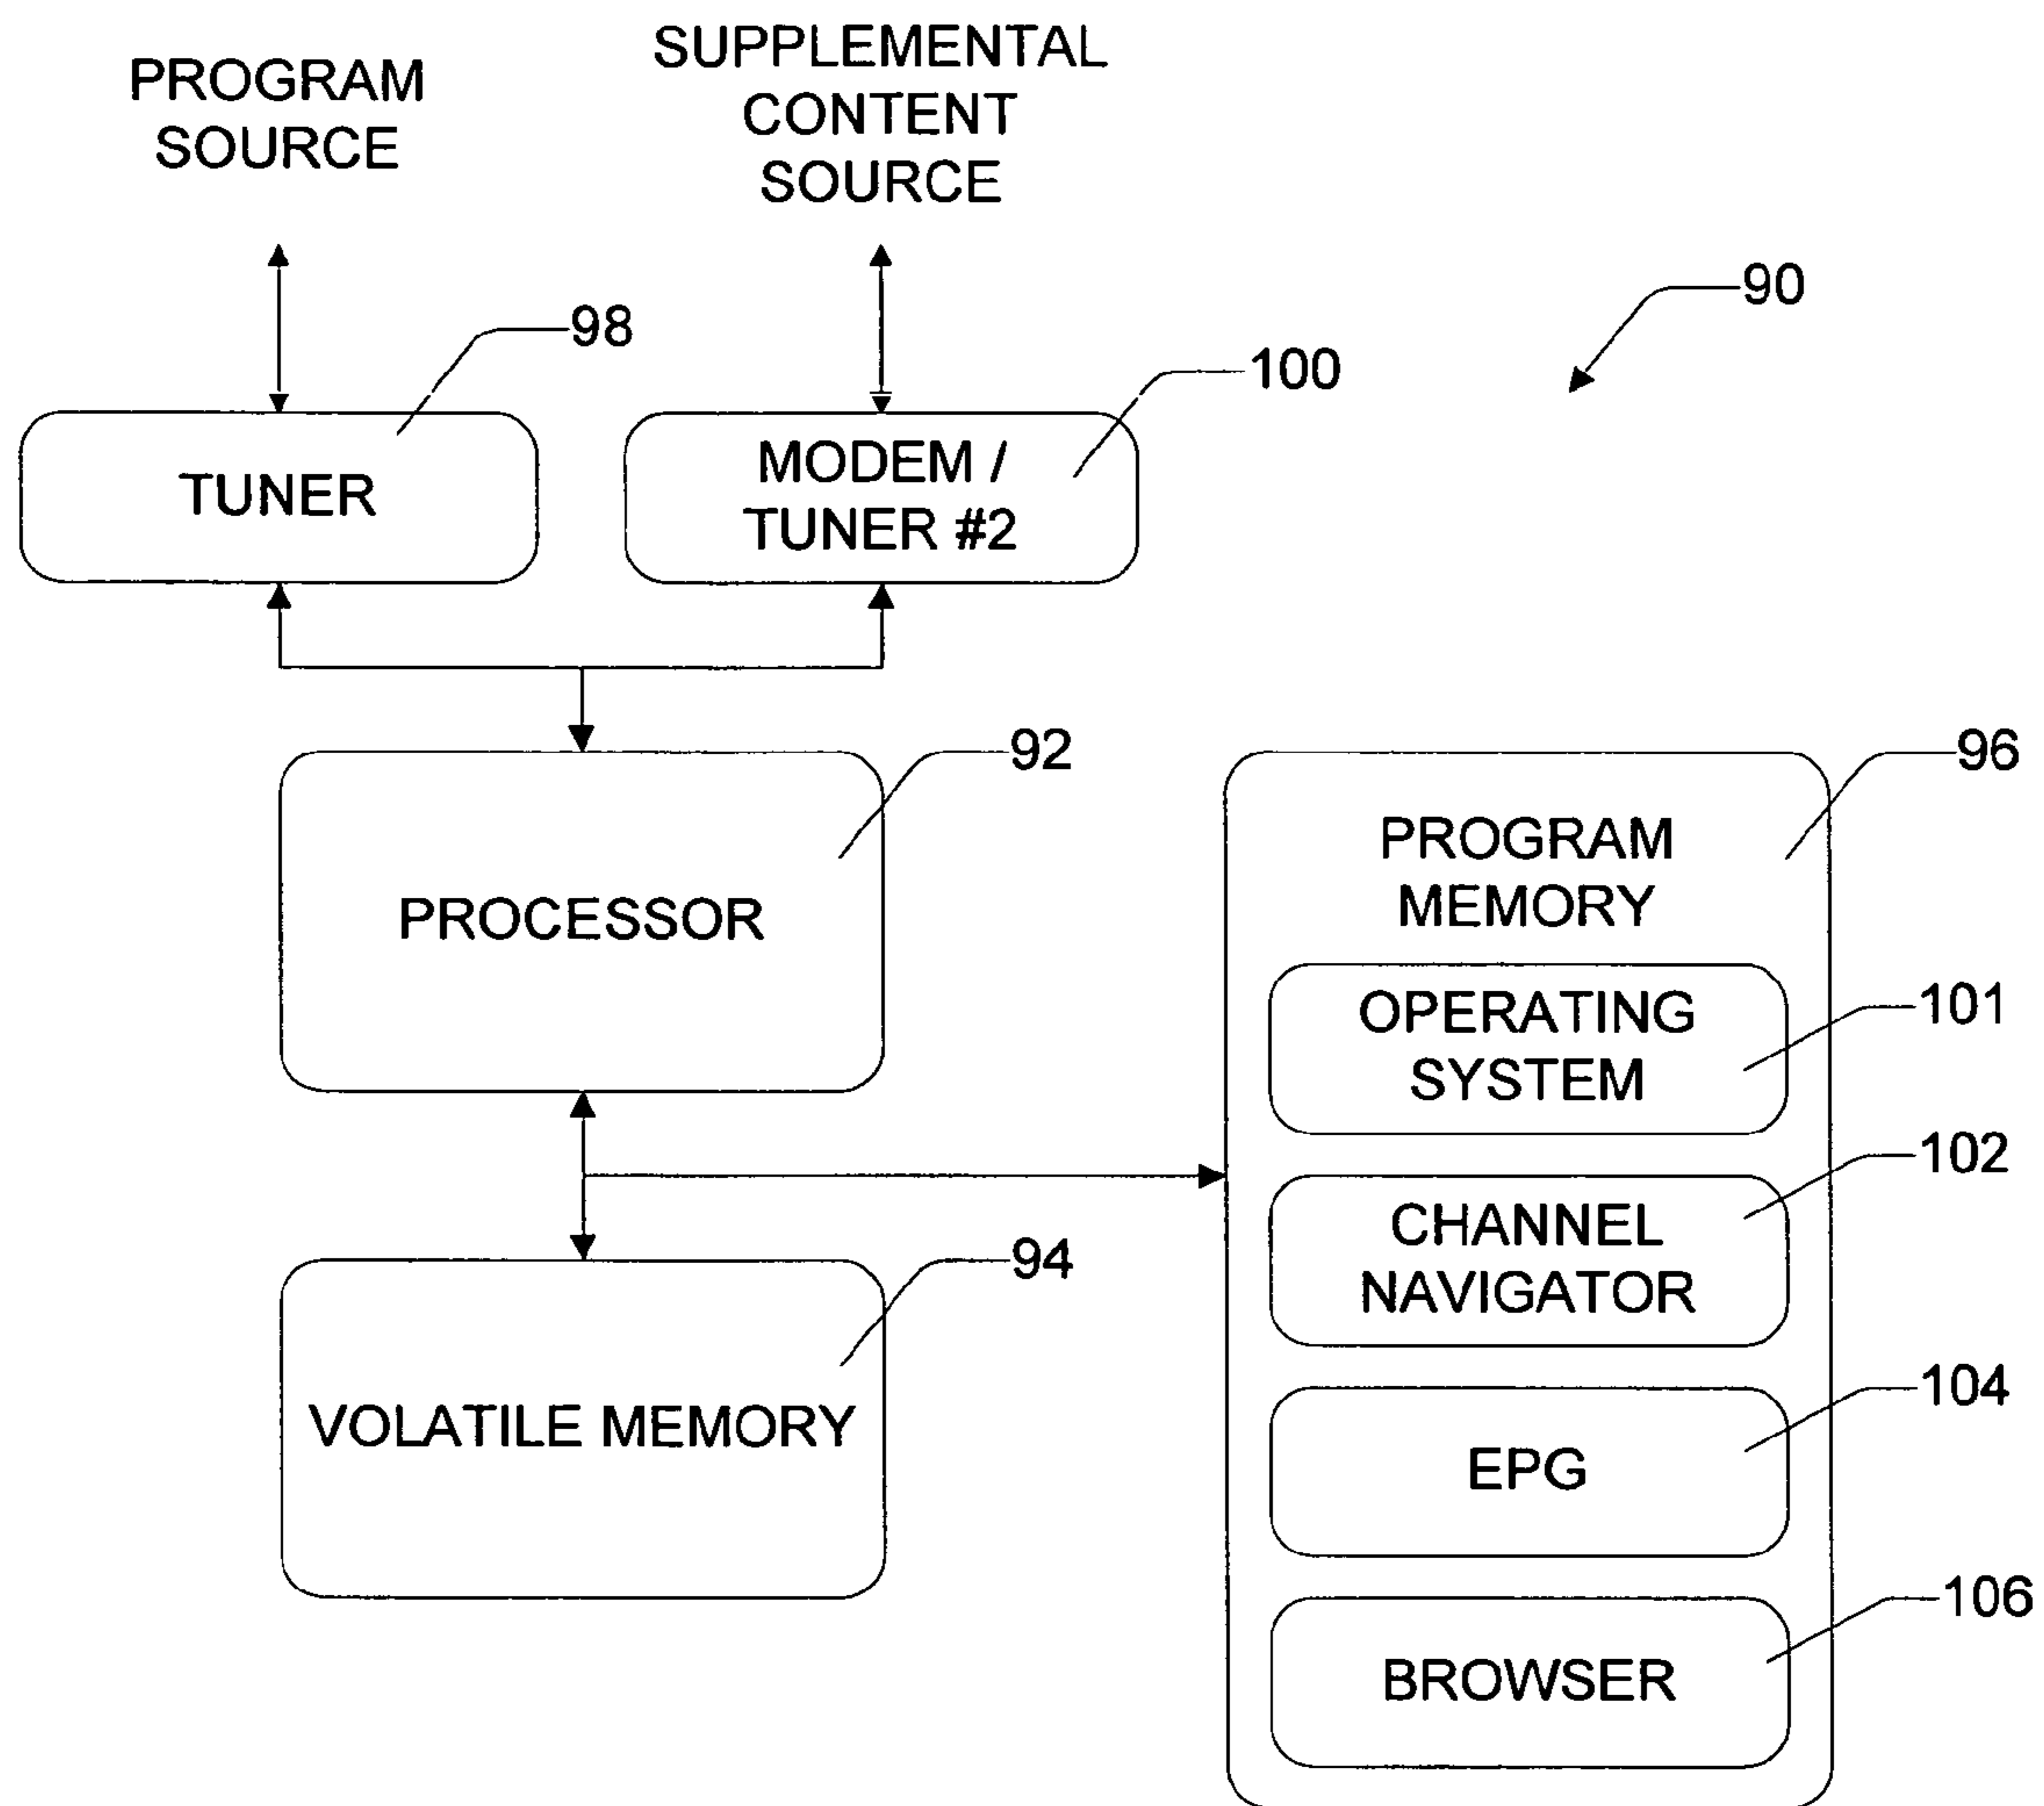 PROGRAM
SOURCE
SUPPLEMENTAL
CONTENT
SOURCE
90
98
100
TUNER
MODEM /
TUNER #2
92
PROCESSOR
96
PROGRAM
MEMORY
OPERATING
SYSTEM
101
102
CHANNEL
NAVIGATOR
94
VOLATILE MEMORY
104
EPG
106
BROWSER